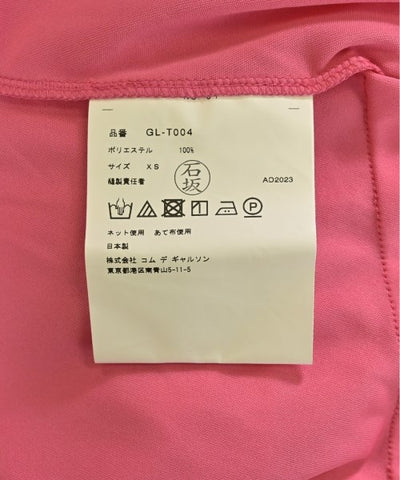 品番 GL-T004
ポリエステル 100%
サイズ XS
縫製責任者 石坂 AD2023
ネット使用 あて布使用
日本製
株式会社 コム デ ギャルソン
東京都港区南青山5-11-5